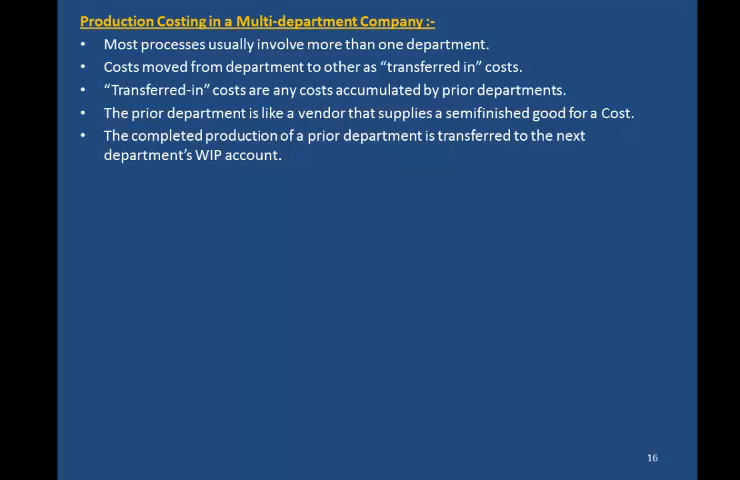 Production Costing in a Multi-department Company :-
• Most processes usually involve more than one department.
• Costs moved from department to other as “transferred in” costs.
• “Transferred-in” costs are any costs accumulated by prior departments.
• The prior department is like a vendor that supplies a semifinished good for a Cost.
• The completed production of a prior department is transferred to the next
department’s WIP account.
16